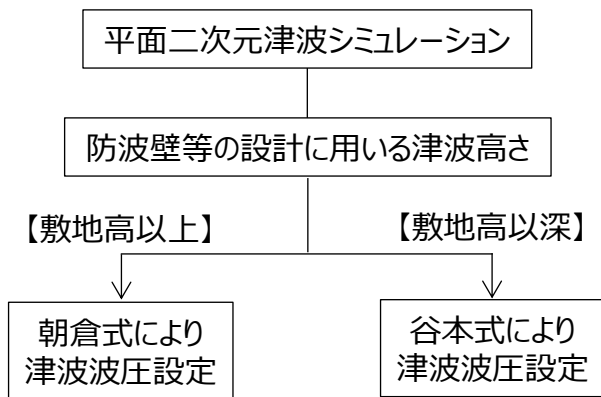 平面二次元津波シミュレーション
防波壁等の設計に用いる津波高さ
【敷地高以上】
【敷地高以深】
朝倉式により
津波波圧設定
谷本式により
津波波圧設定